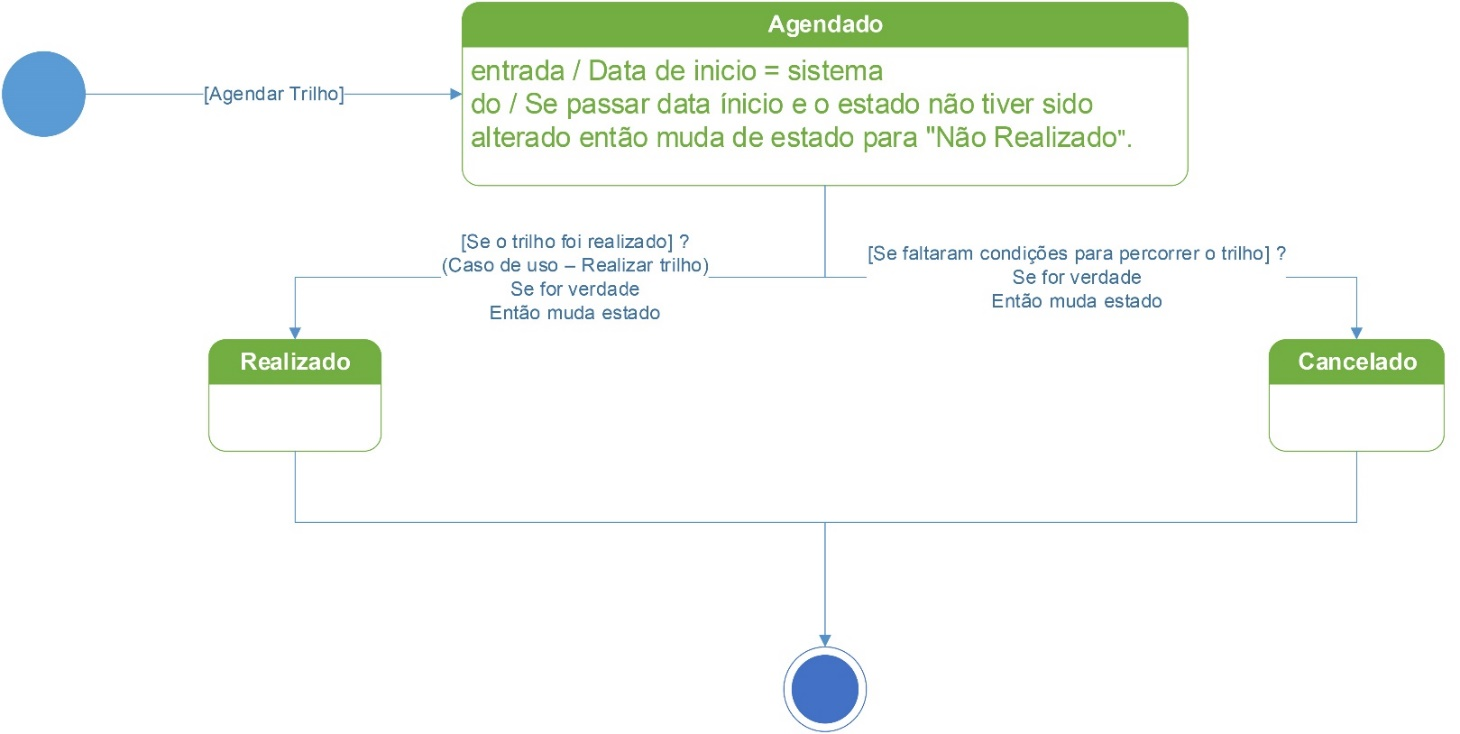 Agendado
entrada / Data de inicio = sistema
do / Se passar data ínicio e o estado não tiver sido
alterado então muda de estado para "Não Realizado".
[Agendar Trilho]
[Se o trilho foi realizado] ?
(Caso de uso – Realizar trilho)
Se for verdade
Então muda estado
[Se faltaram condições para percorrer o trilho] ?
Se for verdade
Então muda estado
Realizado
Cancelado